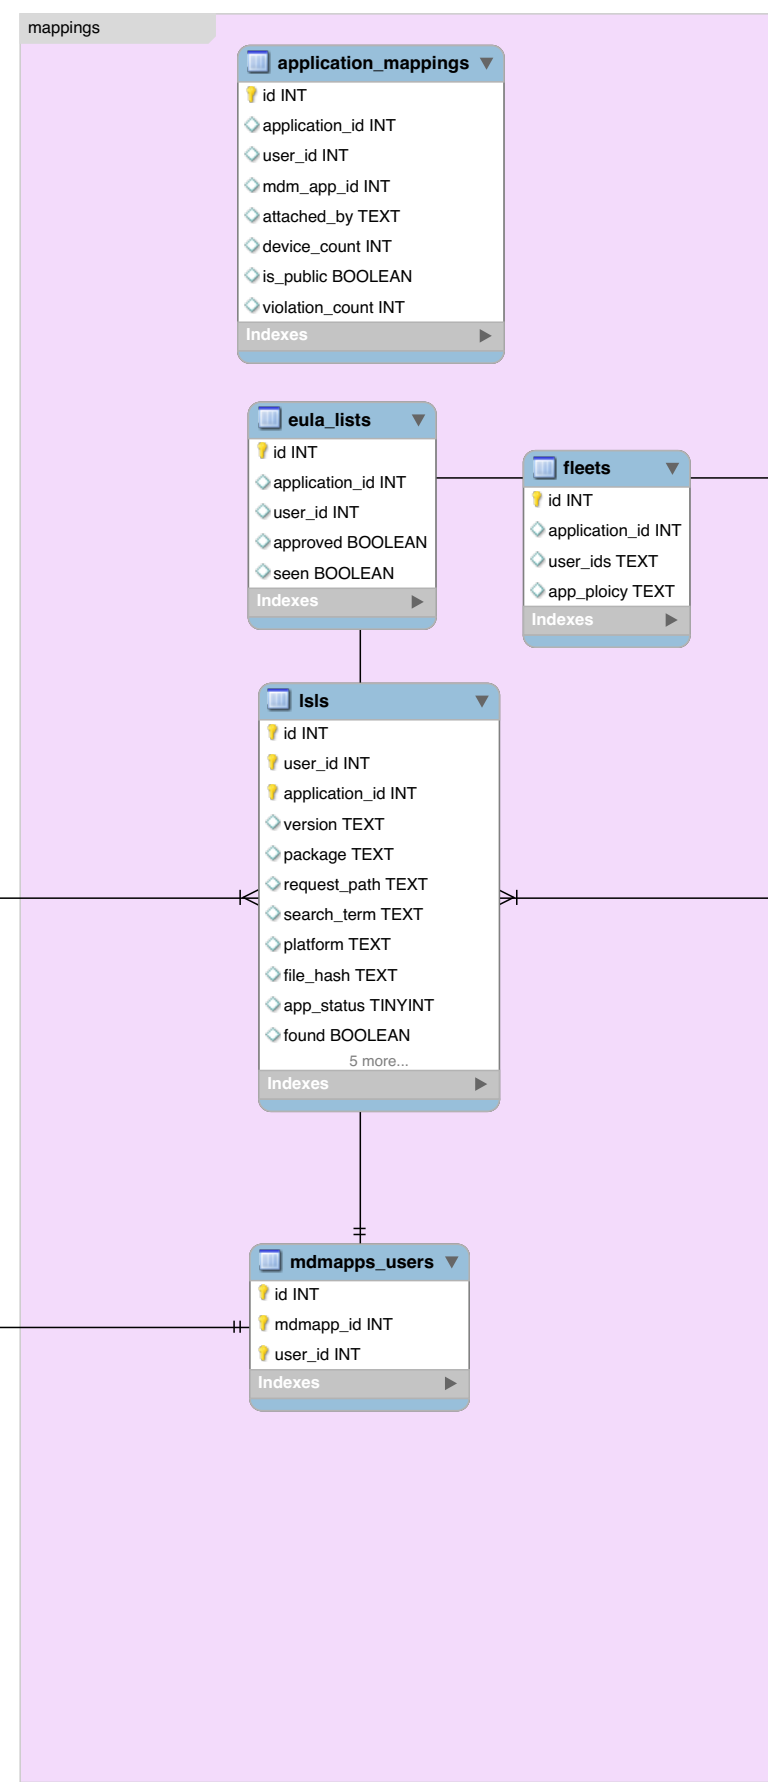 mappings
application_mappings
id INT
application_id INT
user_id INT
mdm_app_id INT
attached_by TEXT
device_count INT
is_public BOOLEAN
violation_count INT
Indexes
eula_lists
id INT
application_id INT
user_id INT
approved BOOLEAN
seen BOOLEAN
Indexes
fleets
id INT
application_id INT
user_ids TEXT
app_ploicy TEXT
Indexes
lsls
id INT
user_id INT
application_id INT
version TEXT
package TEXT
request_path TEXT
search_term TEXT
platform TEXT
file_hash TEXT
app_status TINYINT
found BOOLEAN
5 more...
Indexes
mdmapps_users
id INT
mdmapp_id INT
user_id INT
Indexes